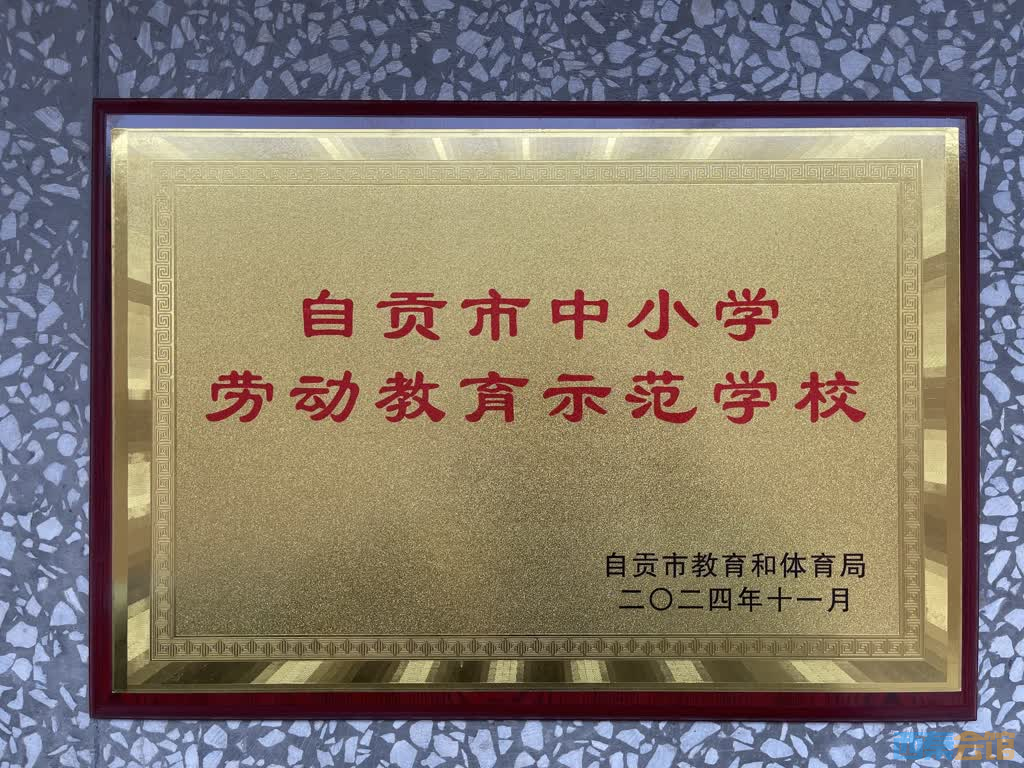 自贡市中小学
劳动教育示范学校
自贡市教育和体育局
二〇二四年十一月